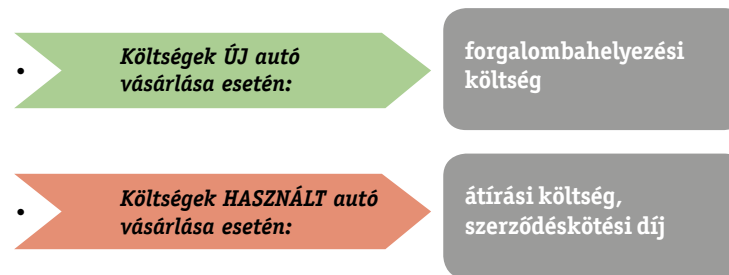 • Költségek ÚJ autó
vásárlása esetén:
forgalombahelyezési
költség
• Költségek HASZNÁLT autó
vásárlása esetén:
átírási költség,
szerződéskötési díj